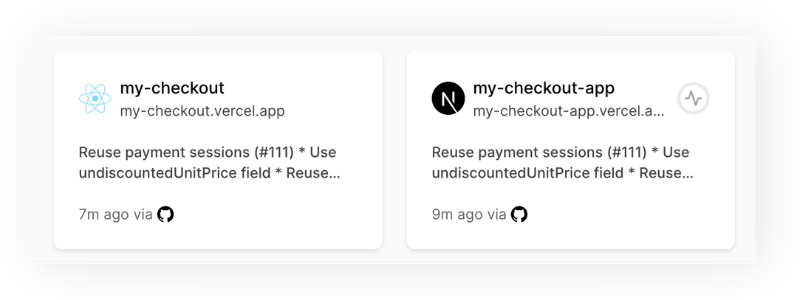 my-checkout
my-checkout.vercel.app
Reuse payment sessions (#111) * Use
undiscountedUnitPrice field * Reuse...
7m ago via
N
my-checkout-app
my-checkout-app.vercel.a...
Reuse payment sessions (#111) * Use
undiscountedUnitPrice field * Reuse...
9m ago via